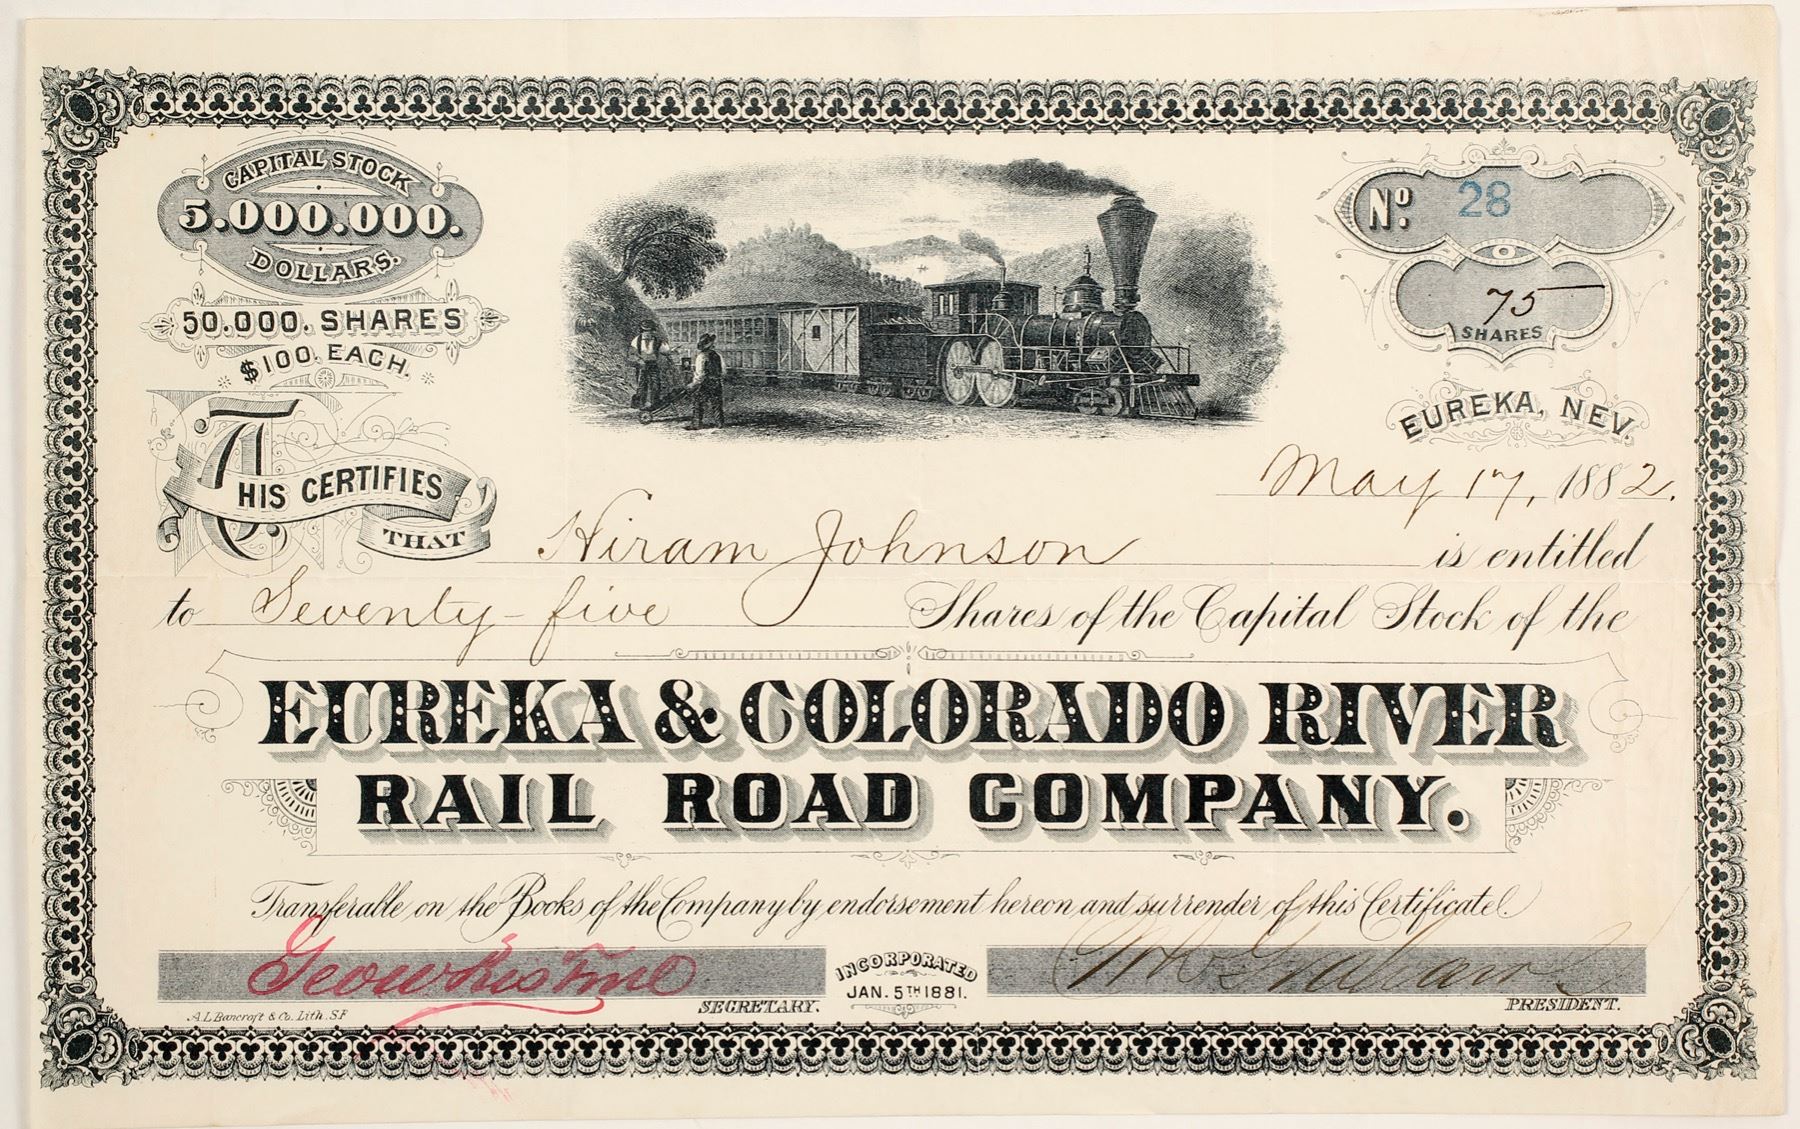 CAPITAL STOCK
5.000.000.
DOLLARS.
50.000. SHARES
$100. EACH.
No. 28
75
SHARES
EUREKA, NEV.
May 17, 1882.
THIS CERTIFIES
THAT Hiram Johnson is entitled
to Seventy-five Shares of the Capital Stock of the
EUREKA & COLORADO RIVER
RAIL ROAD COMPANY.
Transferable on the Books of the Company by endorsement hereon and surrender of this Certificate.
INCORPORATED
JAN. 5TH 1881.
SECRETARY.
PRESIDENT.
A L Bancroft & Co. Lith. S F